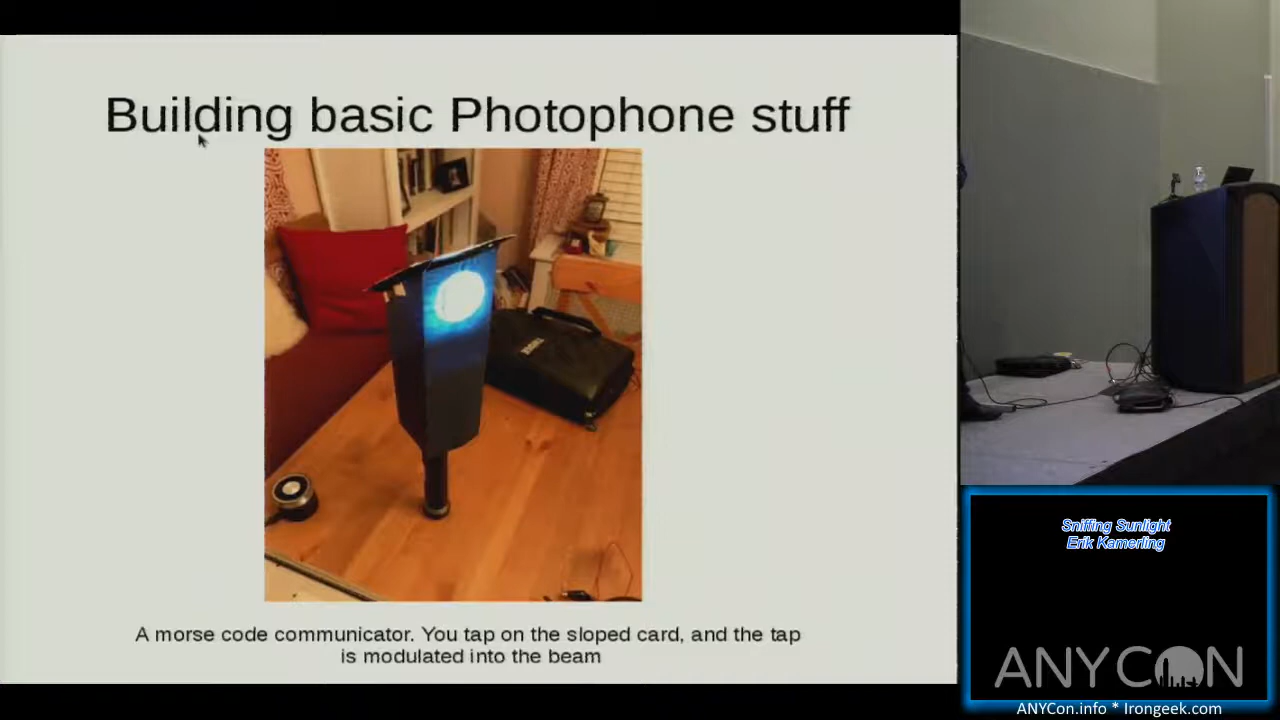 Building basic Photophone stuff
A morse code communicator. You tap on the sloped card, and the tap
is modulated into the beam
Sniffing Sunlight
Erik Kamerling
ANYCON
ANYCon.info * Irongeek.com